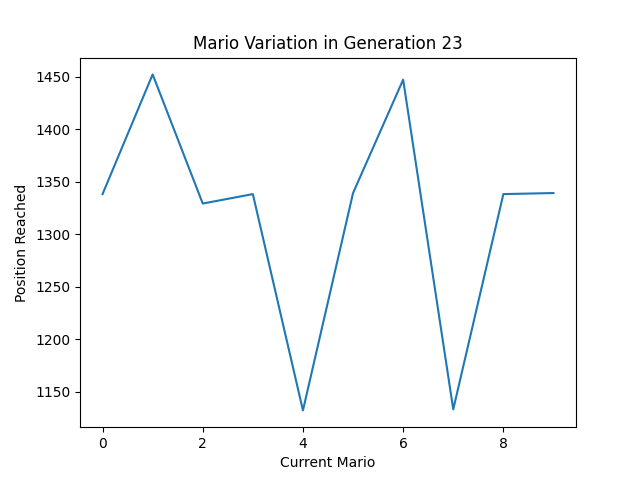 Mario Variation in Generation 23
Position Reached
1450
1400
1350
1300
1250
1200
1150
0 2 4 6 8
Current Mario